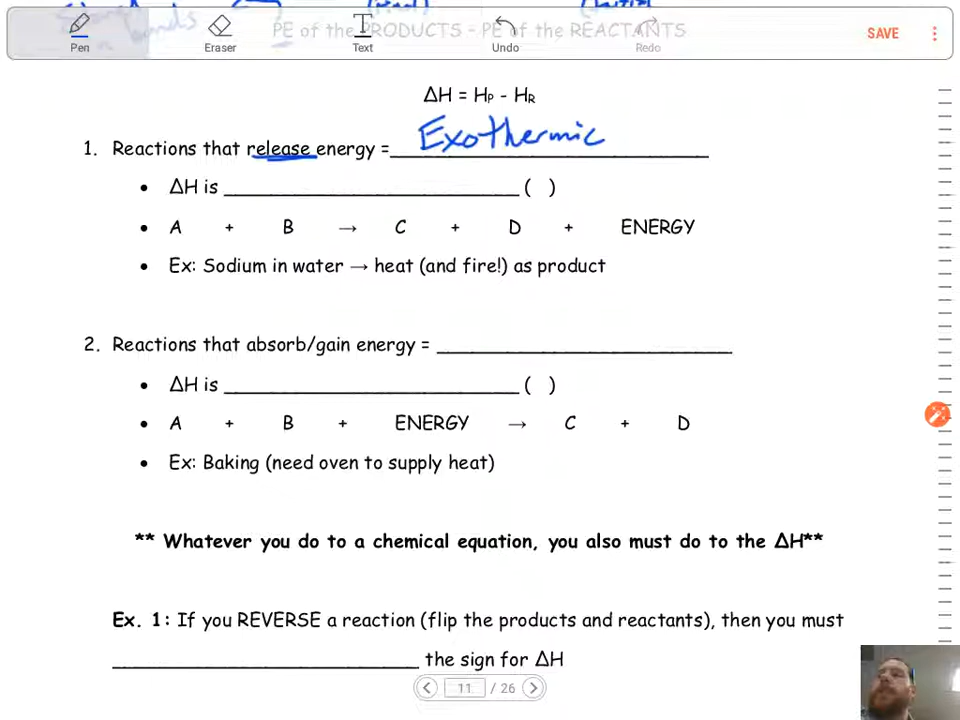 Pen
Eraser
Text
Undo
Redo
SAVE
PE of the PRODUCTS - PE of the REACTANTS
ΔH = HP - HR
1. Reactions that release energy = Exothermic
• ΔH is ____________________ ( )
• A + B → C + D + ENERGY
• Ex: Sodium in water → heat (and fire!) as product
2. Reactions that absorb/gain energy = ____________________
• ΔH is ____________________ ( )
• A + B + ENERGY → C + D
• Ex: Baking (need oven to supply heat)
** Whatever you do to a chemical equation, you also must do to the ΔH**
Ex. 1: If you REVERSE a reaction (flip the products and reactants), then you must
____________________ the sign for ΔH
11 / 26